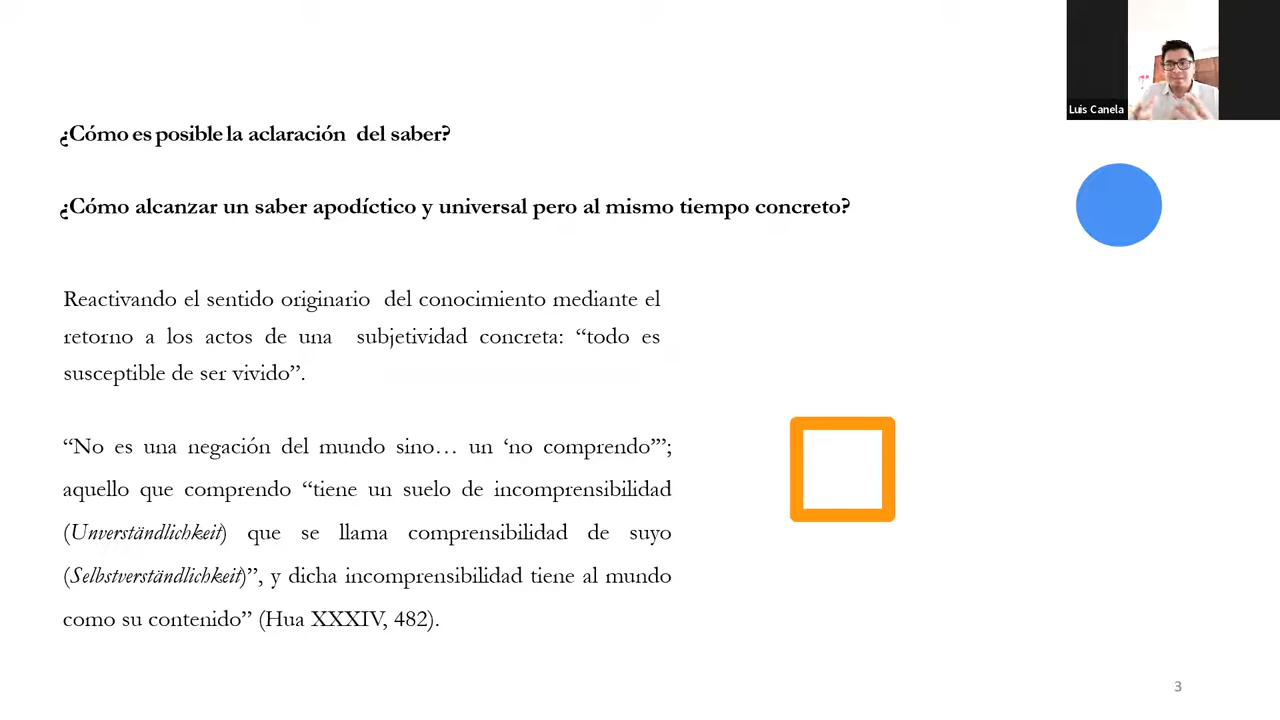 Luis Canela
¿Cómo es posible la aclaración del saber?
¿Cómo alcanzar un saber apodíctico y universal pero al mismo tiempo concreto?
Reactivando el sentido originario del conocimiento mediante el
retorno a los actos de una subjetividad concreta: “todo es
susceptible de ser vivido”.
“No es una negación del mundo sino… un ‘no comprendo’”;
aquello que comprendo “tiene un suelo de incomprensibilidad
(Unverständlichkeit) que se llama comprensibilidad de suyo
(Selbstverständlichkeit)”, y dicha incomprensibilidad tiene al mundo
como su contenido” (Hua XXXIV, 482).
3